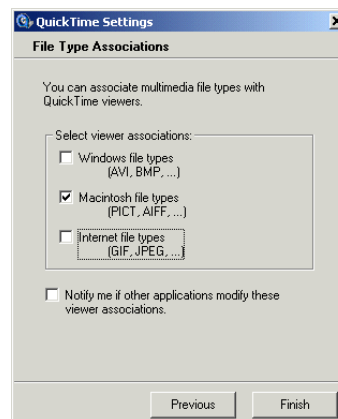 QuickTime Settings
File Type Associations
You can associate multimedia file types with
QuickTime viewers.
Select viewer associations:
Windows file types
(AVI, BMP, ...)
Macintosh file types
(PICT, AIFF, ...)
Internet file types
(GIF, JPEG, ...)
Notify me if other applications modify these
viewer associations.
Previous
Finish